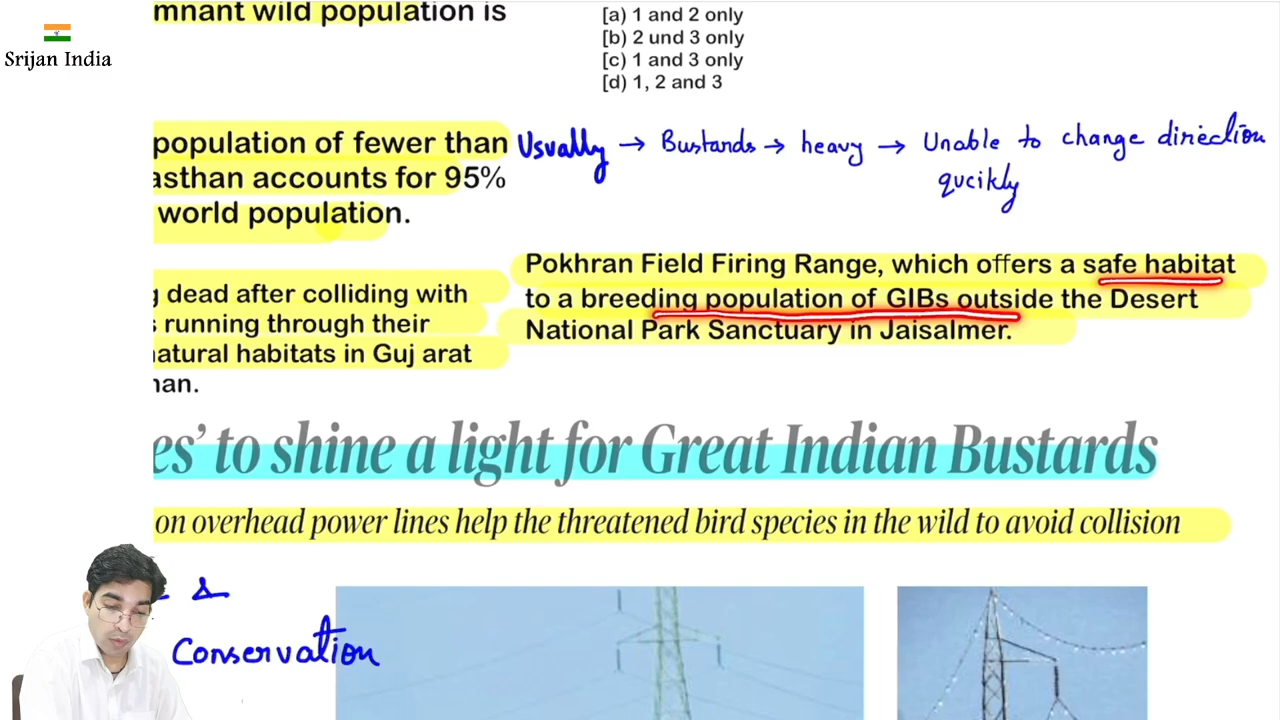 mnant wild population is
[a) 1 and 2 only
[b) 2 und 3 only
[c) 1 and 3 only
[d) 1, 2 and 3
Srijan India
population of fewer than
asthan accounts for 95%
world population.
Usually → Bustards → heavy → Unable to change direction
qucikly
Pokhran Field Firing Range, which offers a safe habitat
to a breeding population of GIBs outside the Desert
National Park Sanctuary in Jaisalmer.
g dead after colliding with
s running through their
natural habitats in Guj arat
han.
es' to shine a light for Great Indian Bustards
on overhead power lines help the threatened bird species in the wild to avoid collision
&
Conservation